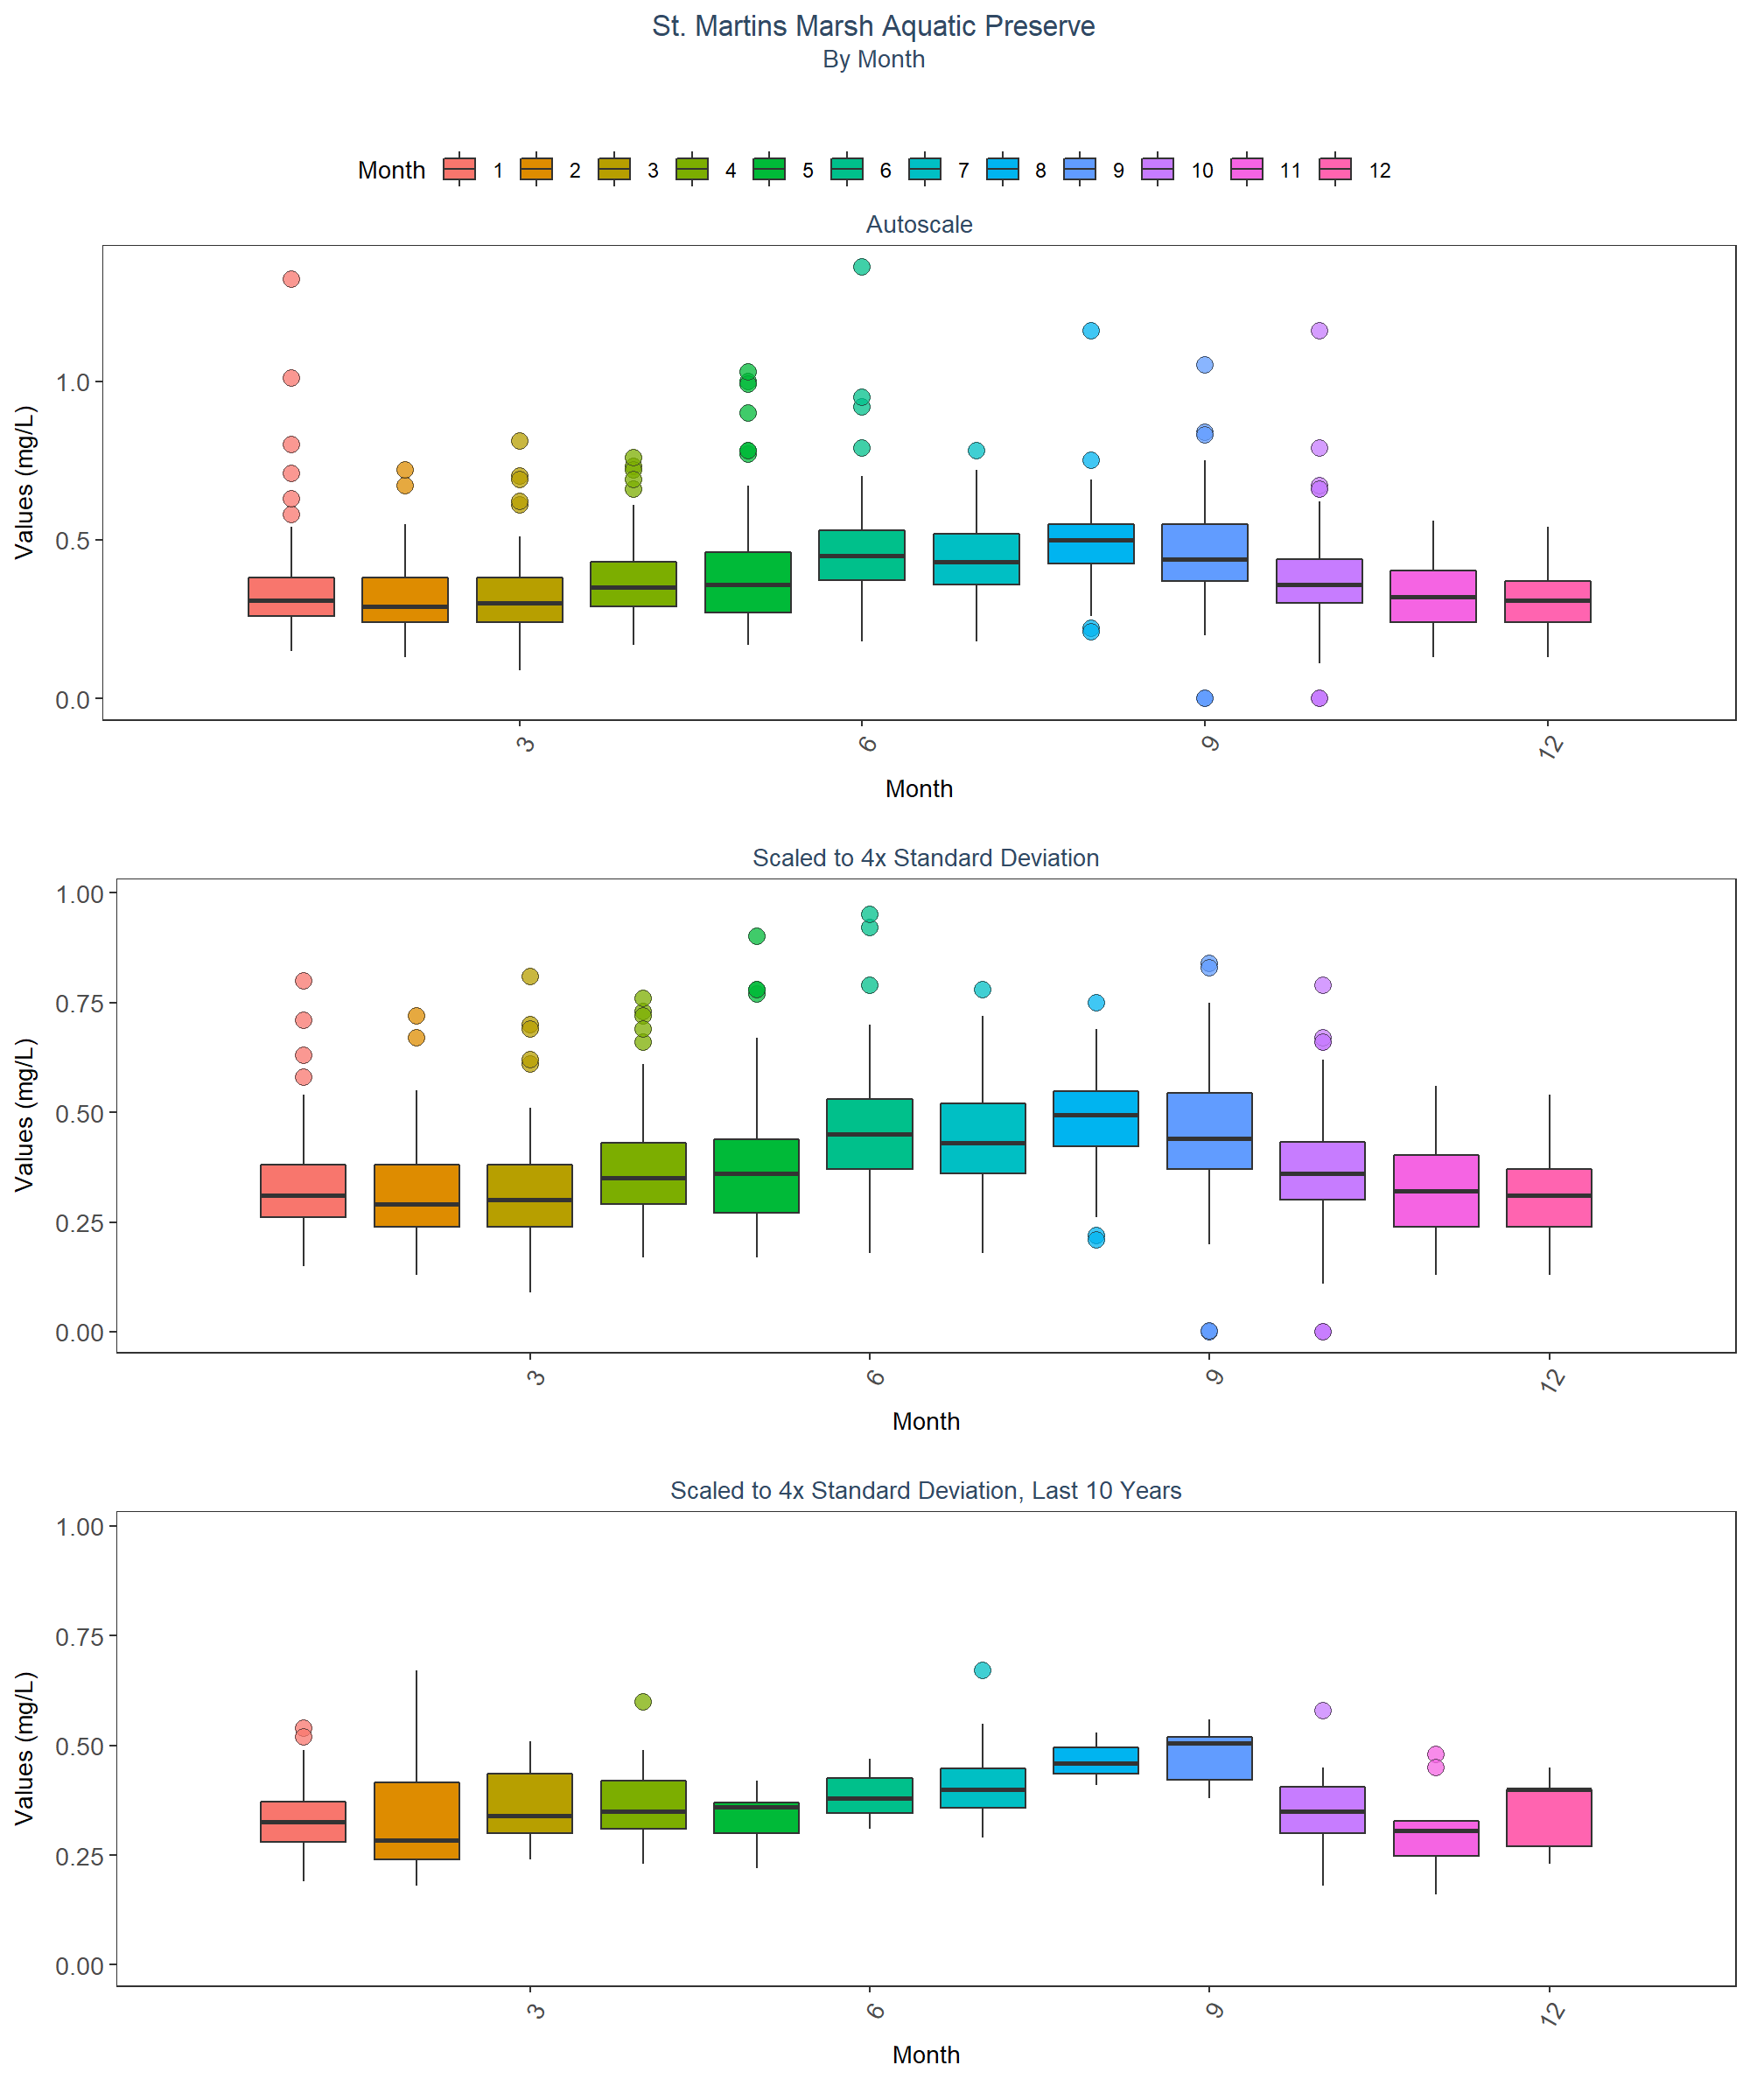 St. Martins Marsh Aquatic Preserve
By Month
Month 1 2 3 4 5 6 7 8 9 10 11 12
Autoscale
Values (mg/L)
1.0
0.5
0.0
3 6 9 12
Month
Scaled to 4x Standard Deviation
Values (mg/L)
1.00
0.75
0.50
0.25
0.00
3 6 9 12
Month
Scaled to 4x Standard Deviation, Last 10 Years
Values (mg/L)
1.00
0.75
0.50
0.25
0.00
3 6 9 12
Month